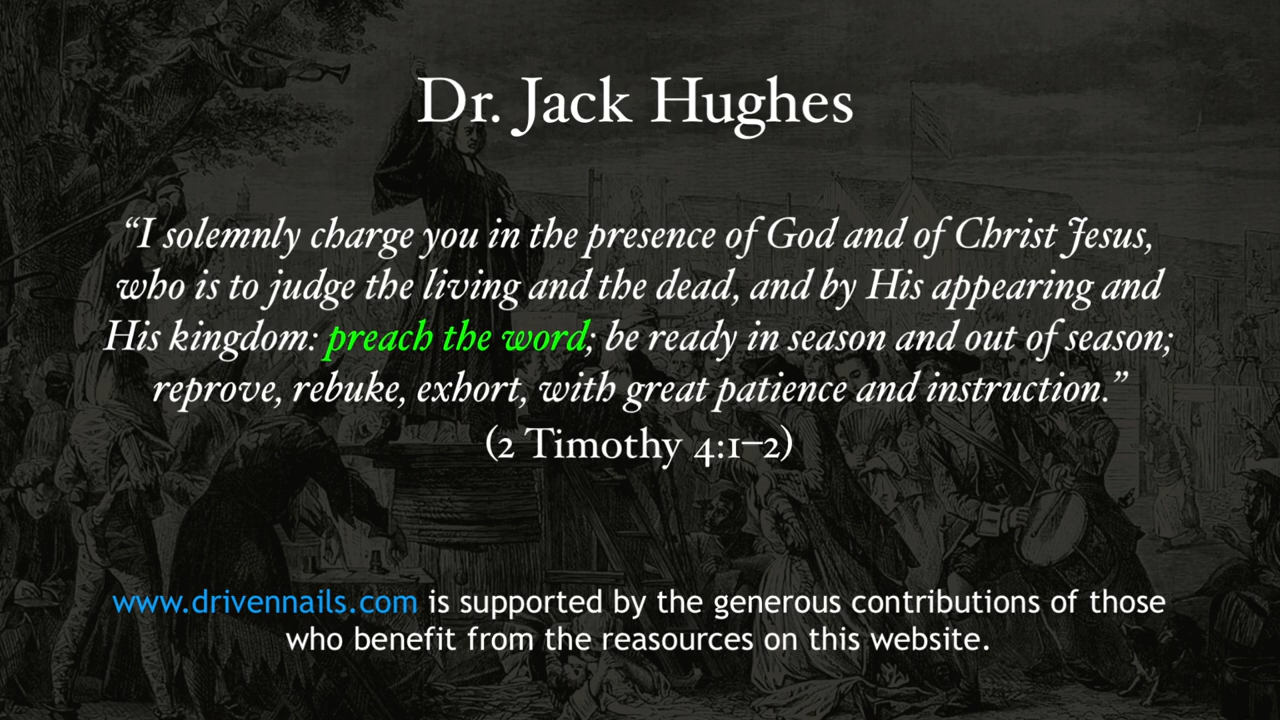 Dr. Jack Hughes
“I solemnly charge you in the presence of God and of Christ Jesus,
who is to judge the living and the dead, and by His appearing and
His kingdom: preach the word; be ready in season and out of season;
reprove, rebuke, exhort, with great patience and instruction.”
(2 Timothy 4:1–2)
www.drivennails.com is supported by the generous contributions of those
who benefit from the reasources on this website.